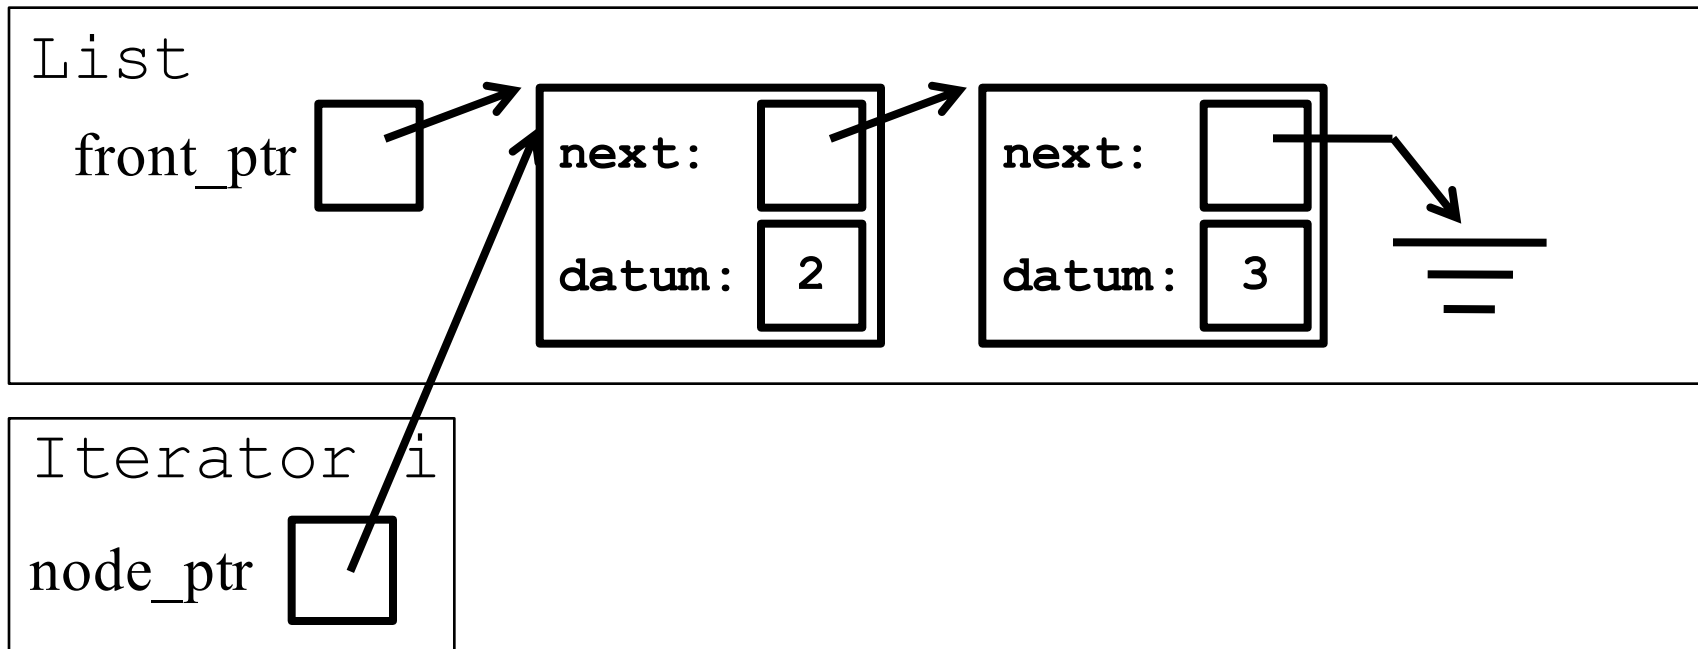 List
front_ptr
next:
next:
datum: 2
datum: 3
Iterator i
node_ptr